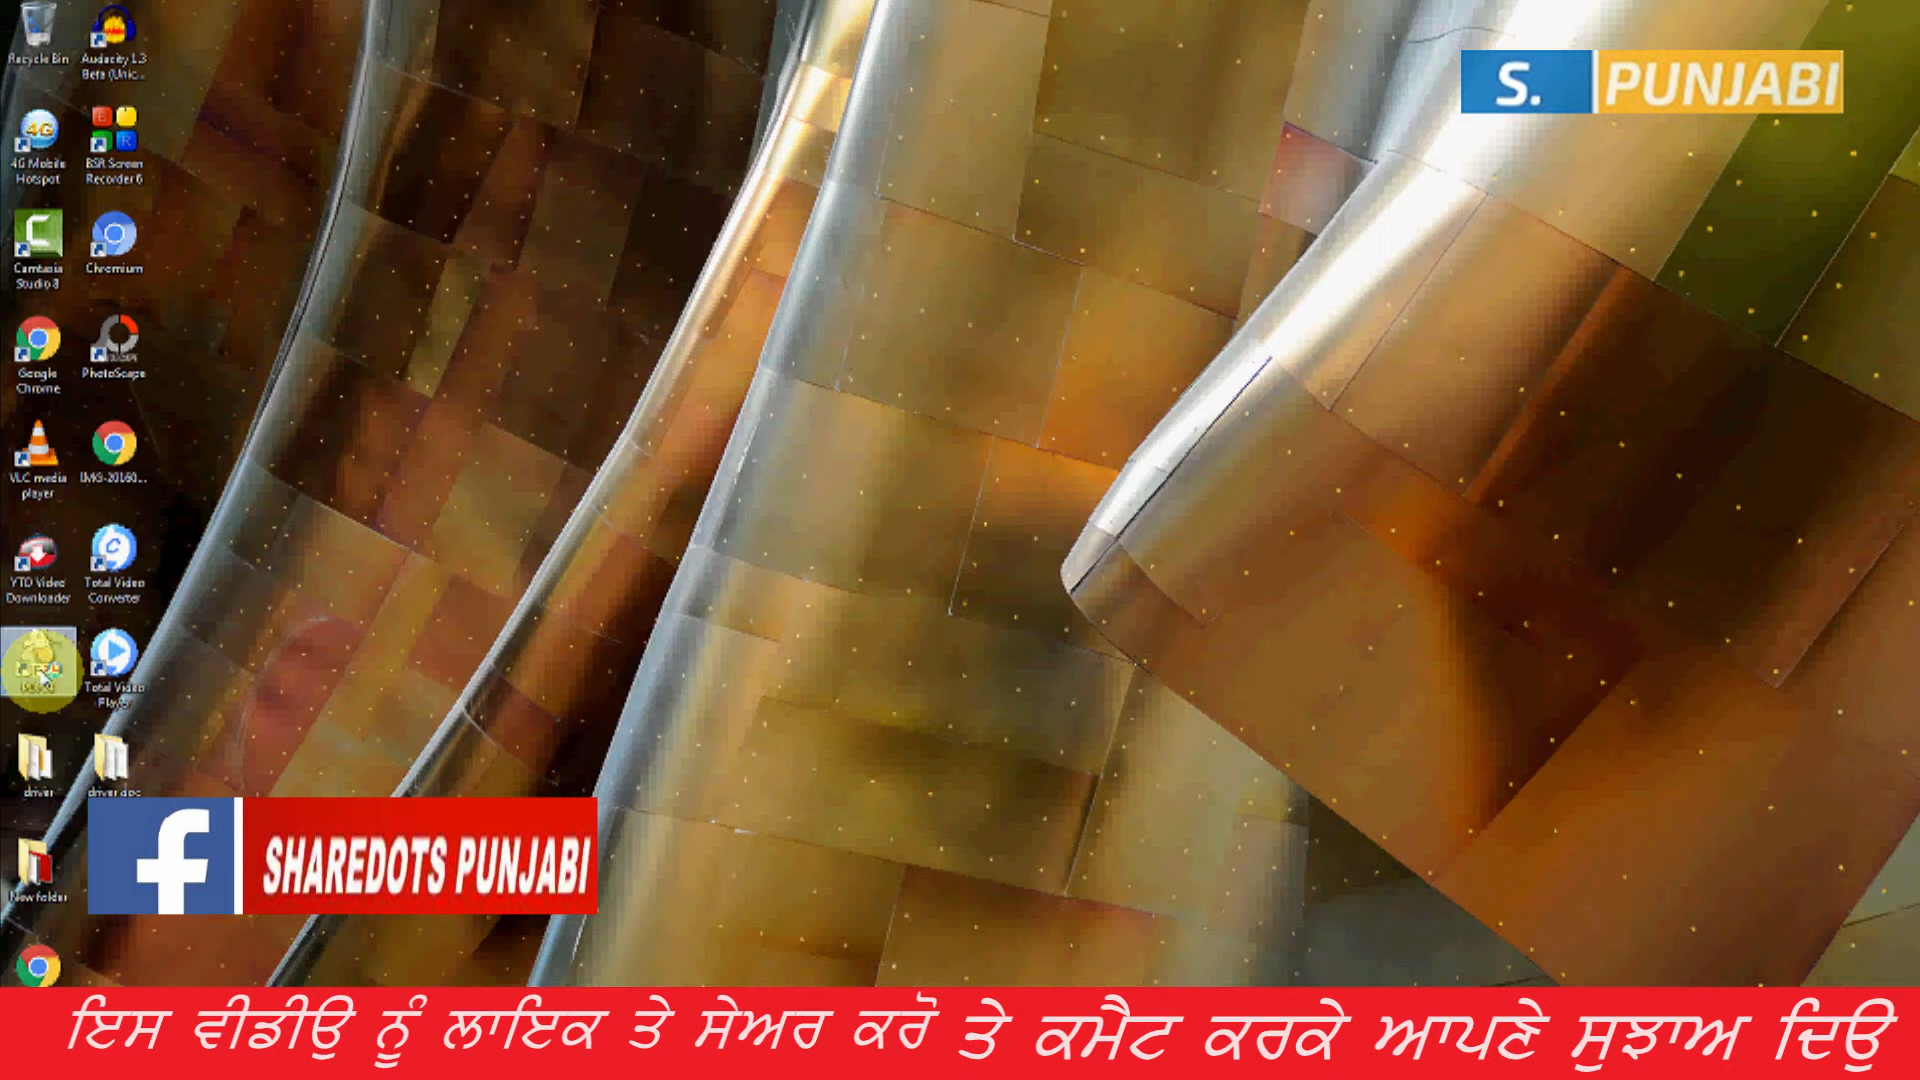 Recycle Bin
Audacity 1.3
Beta (Unic...
S. PUNJABI
4G Mobile
Hotspot
BSR Screen
Recorder 6
Camtasia
Studio 8
Chromium
Google
Chrome
PhotoScape
VLC media
player
IMG-20160...
YTD Video
Downloader
Total Video
Converter
Total Video
Player
driver
driver doc
New folder
f SHAREDOTS PUNJABI
ਇਸ ਵੀਡੀਉ ਨੂੰ ਲਾਇਕ ਤੇ ਸੇਅਰ ਕਰੋ ਤੇ ਕਮੈਟ ਕਰਕੇ ਆਪਣੇ ਸੁਝਾਅ ਦਿਉ